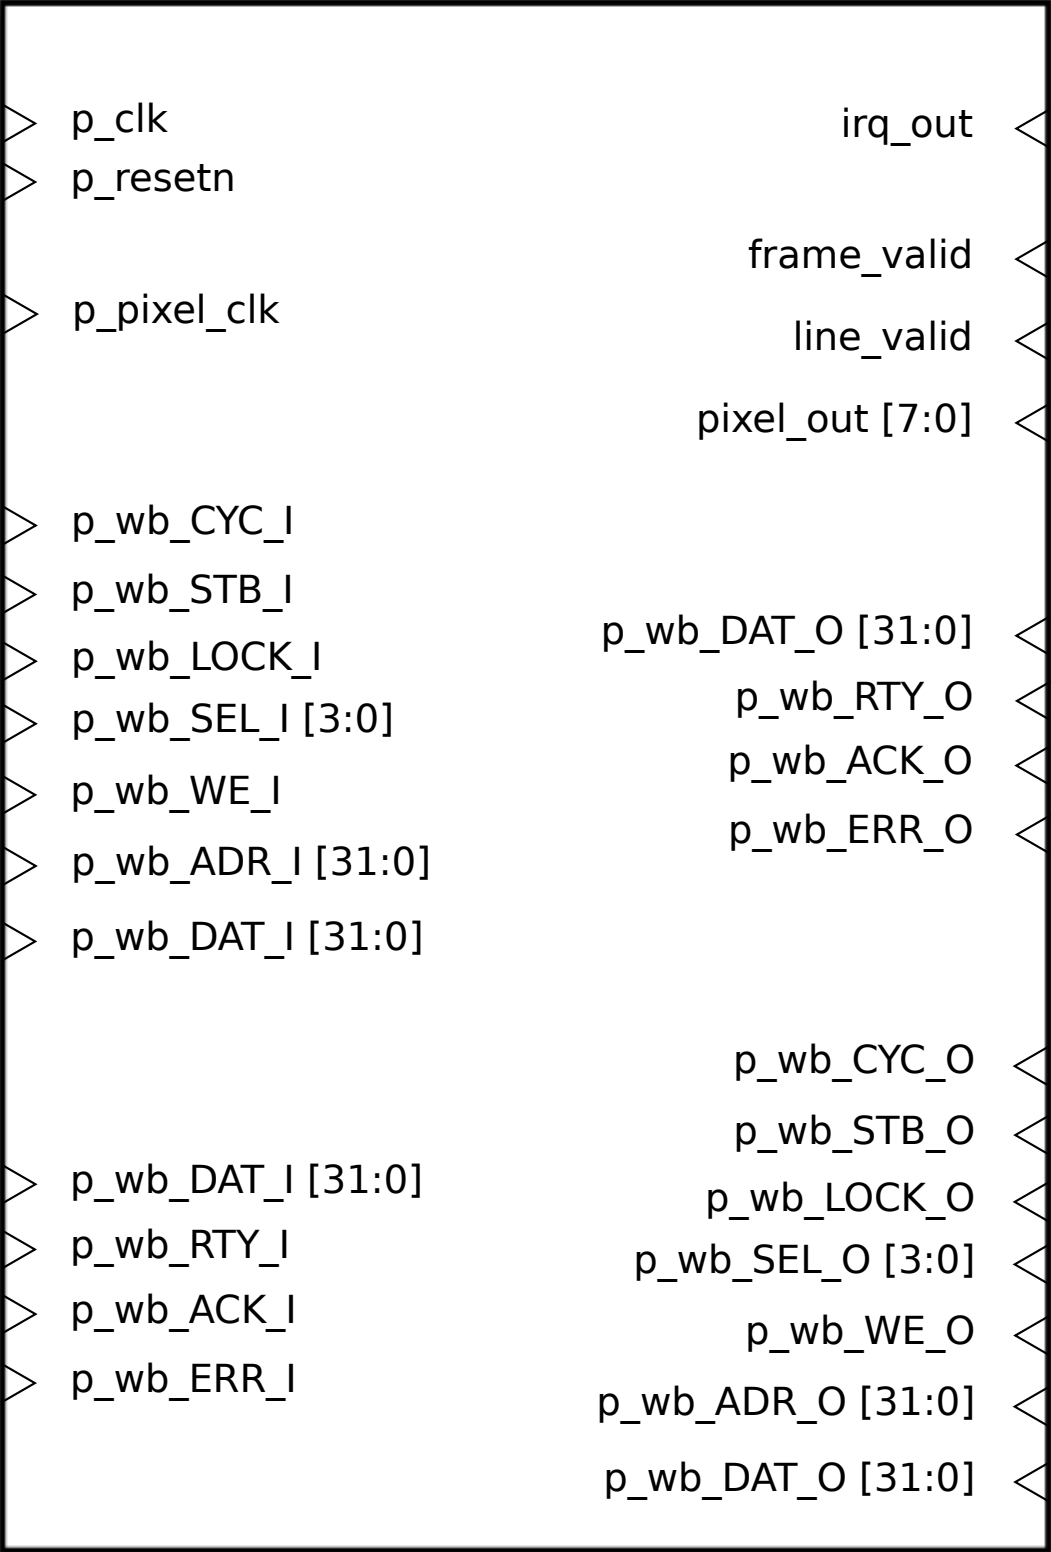 p_clk
p_resetn
p_pixel_clk
p_wb_CYC_I
p_wb_STB_I
p_wb_LOCK_I
p_wb_SEL_I [3:0]
p_wb_WE_I
p_wb_ADR_I [31:0]
p_wb_DAT_I [31:0]
p_wb_DAT_I [31:0]
p_wb_RTY_I
p_wb_ACK_I
p_wb_ERR_I
irq_out
frame_valid
line_valid
pixel_out [7:0]
p_wb_DAT_O [31:0]
p_wb_RTY_O
p_wb_ACK_O
p_wb_ERR_O
p_wb_CYC_O
p_wb_STB_O
p_wb_LOCK_O
p_wb_SEL_O [3:0]
p_wb_WE_O
p_wb_ADR_O [31:0]
p_wb_DAT_O [31:0]